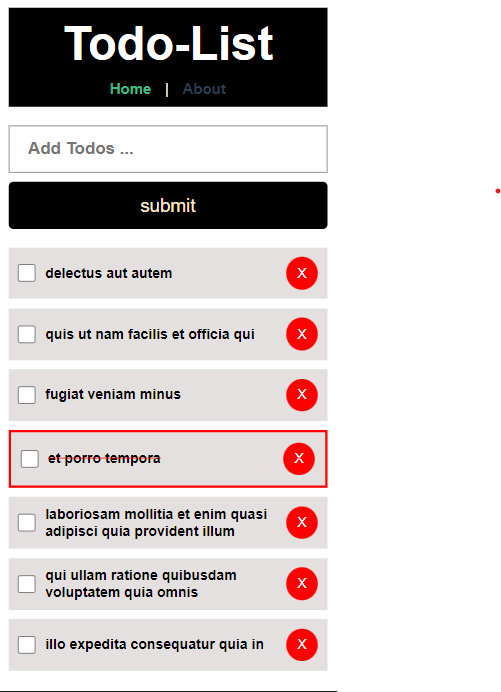 Todo-List
Home | About
Add Todos ...
submit
delectus aut autem X
quis ut nam facilis et officia qui X
fugiat veniam minus X
et porro tempora X
laboriosam mollitia et enim quasi
adipisci quia provident illum X
qui ullam ratione quibusdam
voluptatem quia omnis X
illo expedita consequatur quia in X